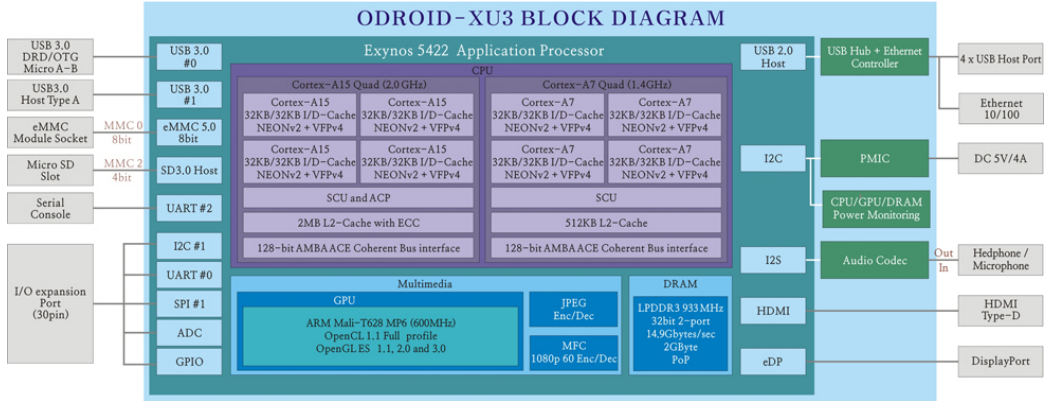 ODROID-XU3 BLOCK DIAGRAM
USB 3.0
DRD/OTG
Micro A-B
USB3.0
Host Type A
eMMC
Module Socket
Micro SD
Slot
Serial
Console
I/O expansion
Port
(30pin)
MMC 0
8bit
MMC 2
4bit
Exynos 5422 Application Processor
USB 3.0
#0
USB 3.0
#1
eMMC 5.0
8bit
SD3.0 Host
UART #2
I2C #1
UART #0
SPI #1
ADC
GPIO
CPU
Cortex-A15 Quad (2.0GHz)
Cortex-A15
32KB/32KB I/D-Cache
NEONv2 + VFPv4
Cortex-A15
32KB/32KB I/D-Cache
NEONv2 + VFPv4
Cortex-A15
32KB/32KB I/D-Cache
NEONv2 + VFPv4
Cortex-A15
32KB/32KB I/D-Cache
NEONv2 + VFPv4
SCU and ACP
2MB L2-Cache with ECC
128-bit AMBA ACE Coherent Bus interface
Cortex-A7 Quad (1.4GHz)
Cortex-A7
32KB/32KB I/D-Cache
NEONv2 + VFPv4
Cortex-A7
32KB/32KB I/D-Cache
NEONv2 + VFPv4
Cortex-A7
32KB/32KB I/D-Cache
NEONv2 + VFPv4
Cortex-A7
32KB/32KB I/D-Cache
NEONv2 + VFPv4
SCU
512KB L2-Cache
128-bit AMBA ACE Coherent Bus interface
Multimedia
GPU
ARM Mali-T628 MP6 (600MHz)
OpenCL 1.1 Full profile
OpenGL ES 1.1, 2.0 and 3.0
JPEG
Enc/Dec
MFC
1080p 60 Enc/Dec
DRAM
LPDDR3 933MHz
32bit 2-port
14.9Gbytes/sec
2GByte
PoP
USB 2.0
Host
I2C
I2S
HDMI
eDP
USB Hub + Ethernet
Controller
PMIC
CPU/GPU/DRAM
Power Monitoring
Audio Codec
Out
In
4 x USB Host Port
Ethernet
10/100
DC 5V/4A
Hedphone /
Microphone
HDMI
Type-D
DisplayPort